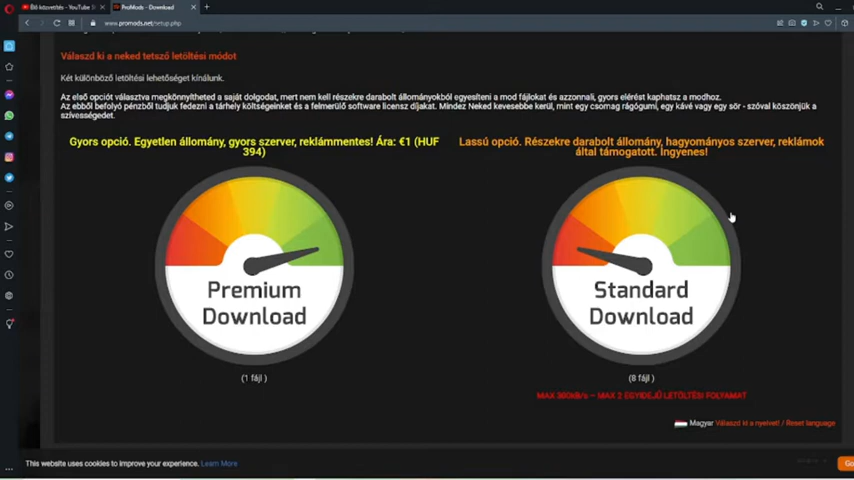 Élő közvetítés - YouTube S
ProMods - Download
www.promods.net/setup.php
Válaszd ki a neked tetsző letöltési módot
Két különböző letöltési lehetőséget kínálunk.
Az első opciót választva megkönnyítheted a saját dolgodat, mert nem kell részekre darabolt állományokból egyesíteni a mod fájlokat és azzonali, gyors elérést kaphatsz a modhoz.
Az ebből befolyó pénzből tudjuk fedezni a tárhely költségeinket és a felmerülő software licensz díjakat. Mindez Neked kevesebbe kerül, mint egy csomag rágógumi, egy kávé vagy egy sör - szóval köszönjük a
szívességedet.
Gyors opció. Egyetlen állomány, gyors szerver, reklámmentes! Ára: €1 (HUF
394)
Lassú opció. Részekre darabolt állomány, hagyományos szerver, reklámok
által támogatott. Ingyenes!
Premium
Download
Standard
Download
(1 fájl )
(8 fájl )
MAX 300kB/s – MAX 2 EGYIDEJŰ LETÖLTÉSI FOLYAMAT
Magyar Válaszd ki a nyelvet! / Reset language
This website uses cookies to improve your experience. Learn More
Go